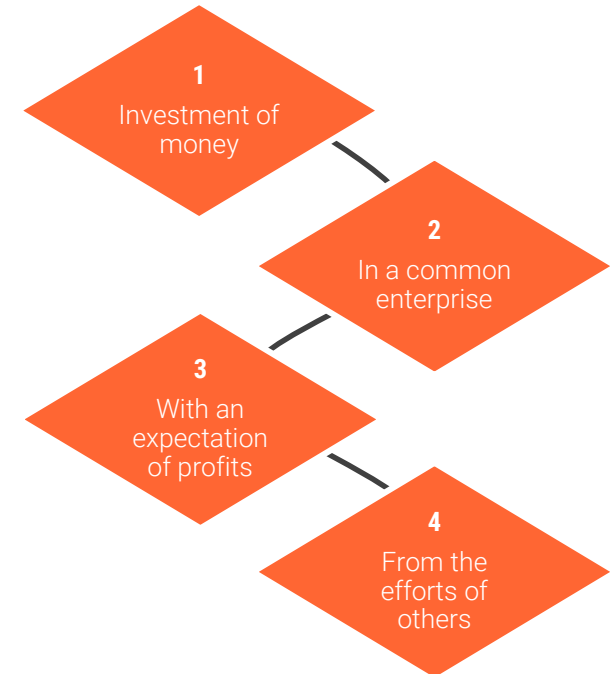 1
Investment of
money
2
In a common
enterprise
3
With an
expectation
of profits
4
From the
efforts of
others